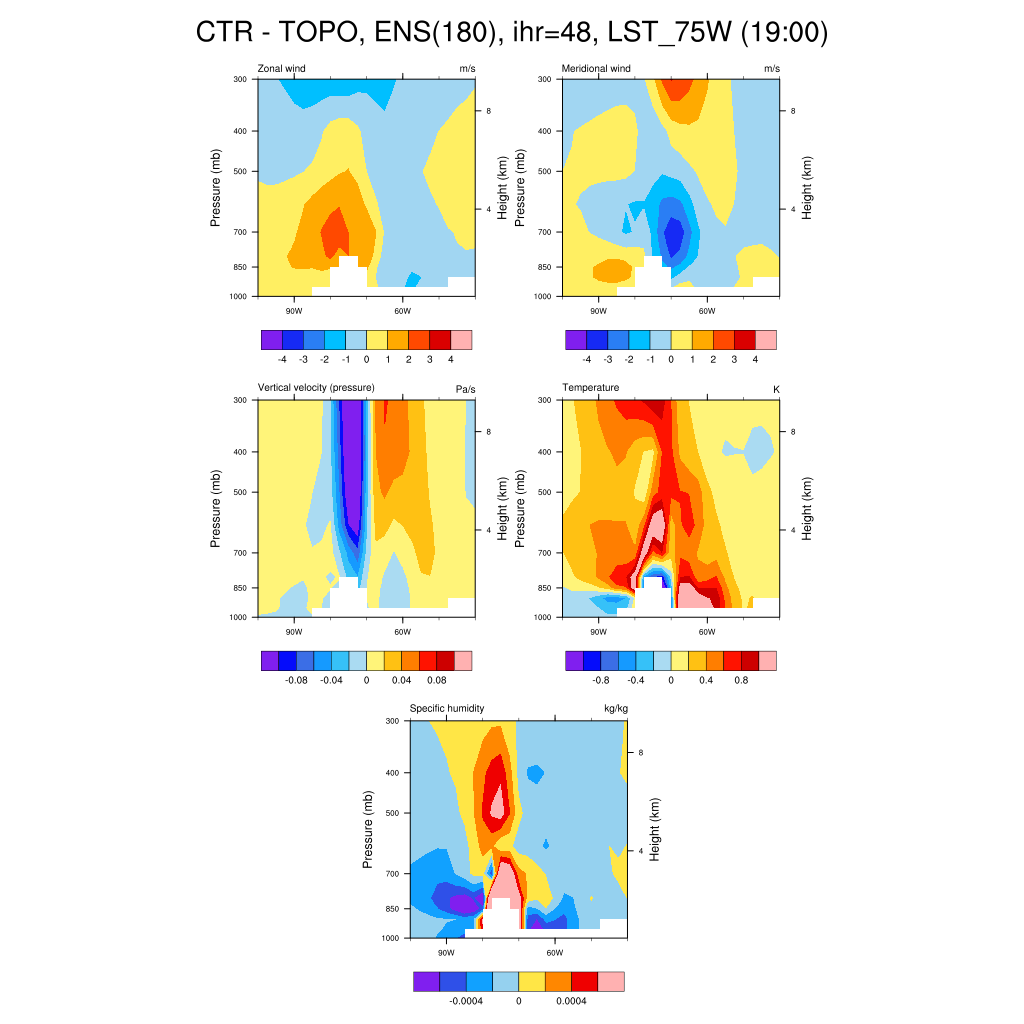 CTR - TOPO, ENS(180), ihr=48, LST_75W (19:00)
Zonal wind m/s
300
400
500
700
850
1000
Pressure (mb)
8
4
Height (km)
90W 60W
-4 -3 -2 -1 0 1 2 3 4
Meridional wind m/s
300
400
500
700
850
1000
Pressure (mb)
8
4
Height (km)
90W 60W
-4 -3 -2 -1 0 1 2 3 4
Vertical velocity (pressure) Pa/s
300
400
500
700
850
1000
Pressure (mb)
8
4
Height (km)
90W 60W
-0.08 -0.04 0 0.04 0.08
Temperature K
300
400
500
700
850
1000
Pressure (mb)
8
4
Height (km)
90W 60W
-0.8 -0.4 0 0.4 0.8
Specific humidity kg/kg
300
400
500
700
850
1000
Pressure (mb)
8
4
Height (km)
90W 60W
-0.0004 0 0.0004